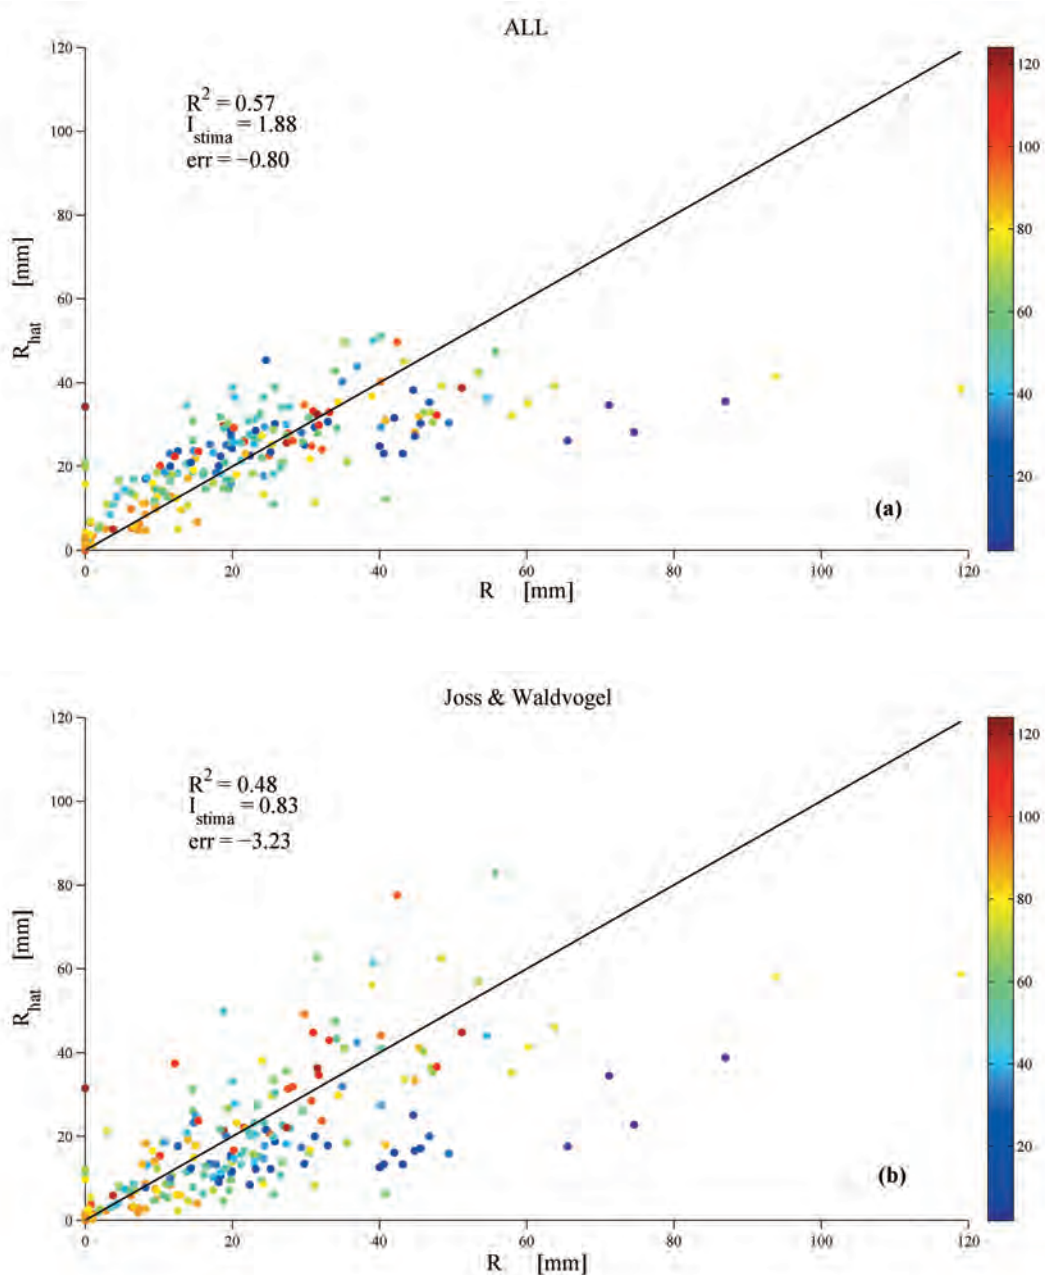 ALL
120
100
80
60
40
20
0
R_hat [mm]
R² = 0.57
I_stima = 1.88
err = −0.80
(a)
0 20 40 60 80 100 120
R [mm]
120
100
80
60
40
20
Joss & Waldvogel
120
100
80
60
40
20
0
R_hat [mm]
R² = 0.48
I_stima = 0.83
err = −3.23
(b)
0 20 40 60 80 100 120
R [mm]
120
100
80
60
40
20